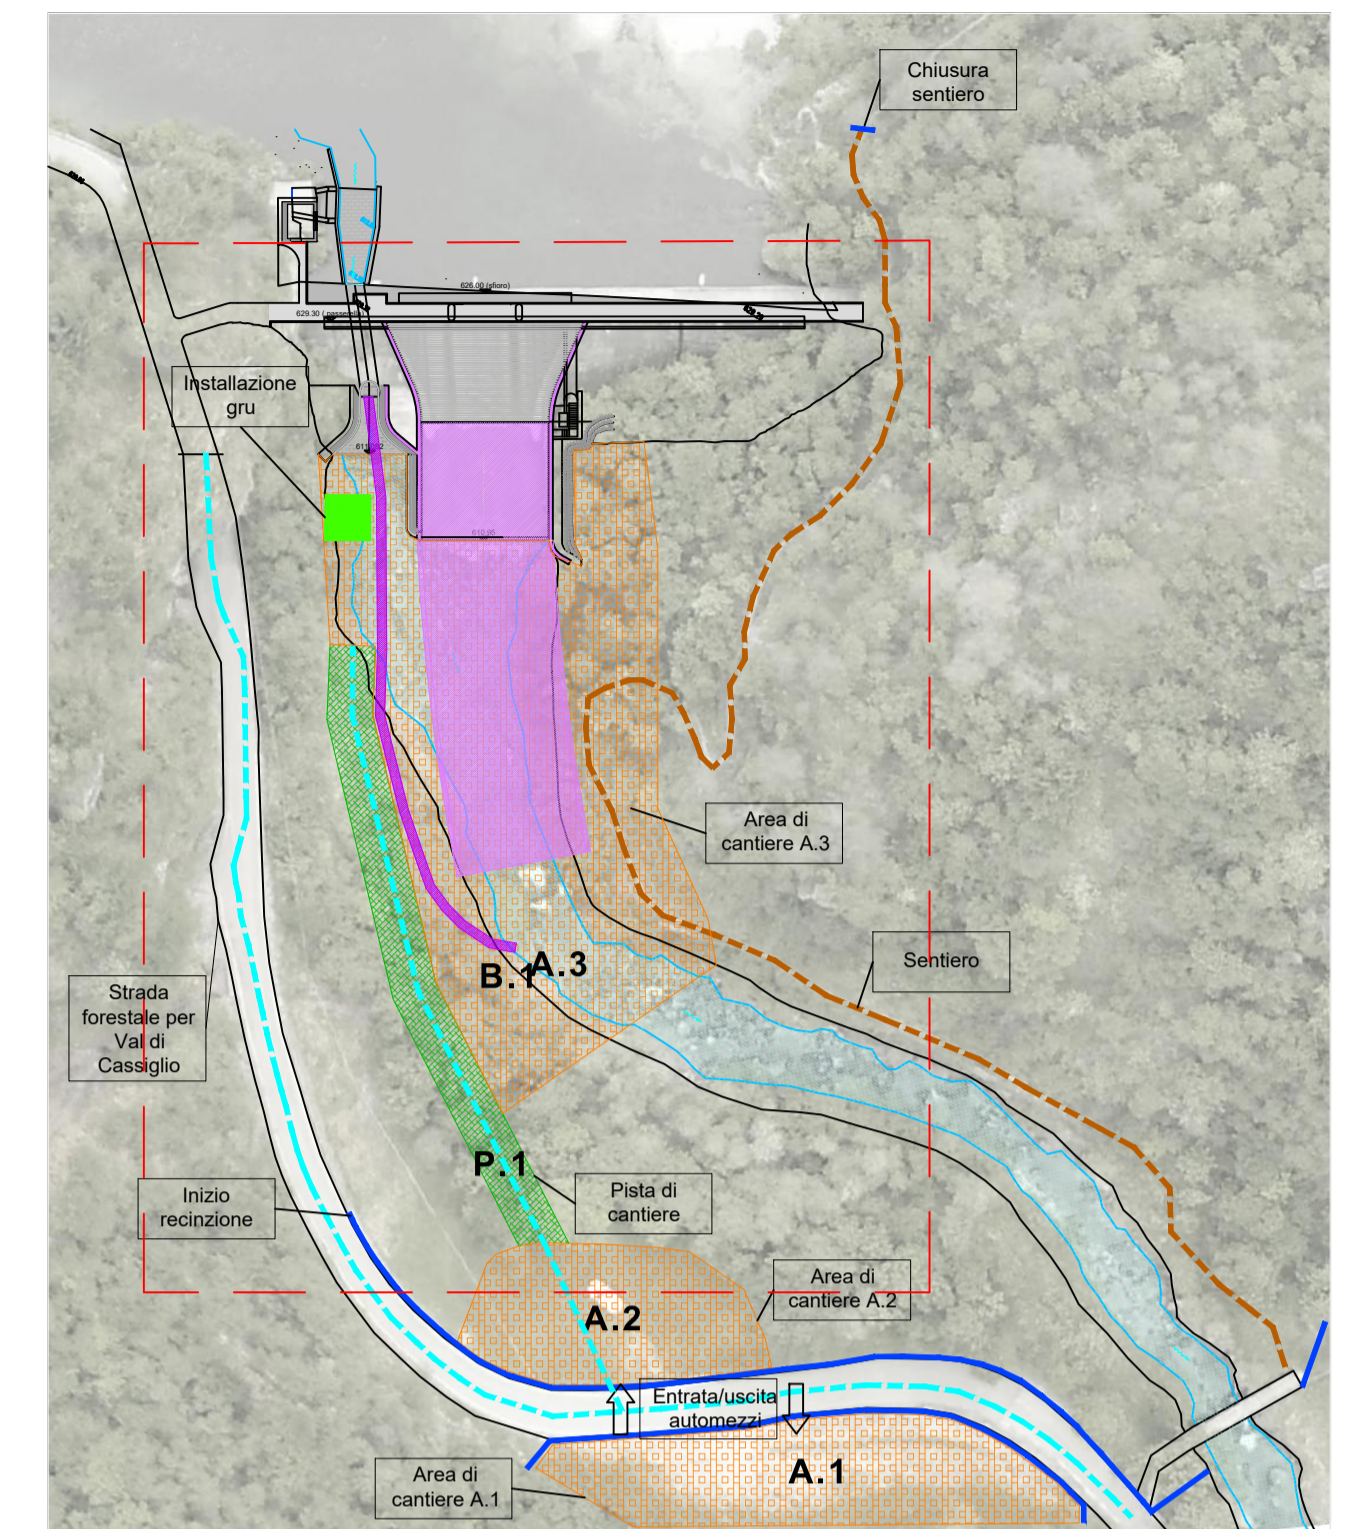 Chiusura
sentiero
626.00 (sfioro)
629.30 ( passerella)
Installazione
gru
610.65
Area di
cantiere A.3
Sentiero
B.1
A.3
Strada
forestale per
Val di
Cassiglio
P.1
Pista di
cantiere
Inizio
recinzione
Area di
cantiere A.2
A.2
Entrata/uscita
automezzi
A.1
Area di
cantiere A.1